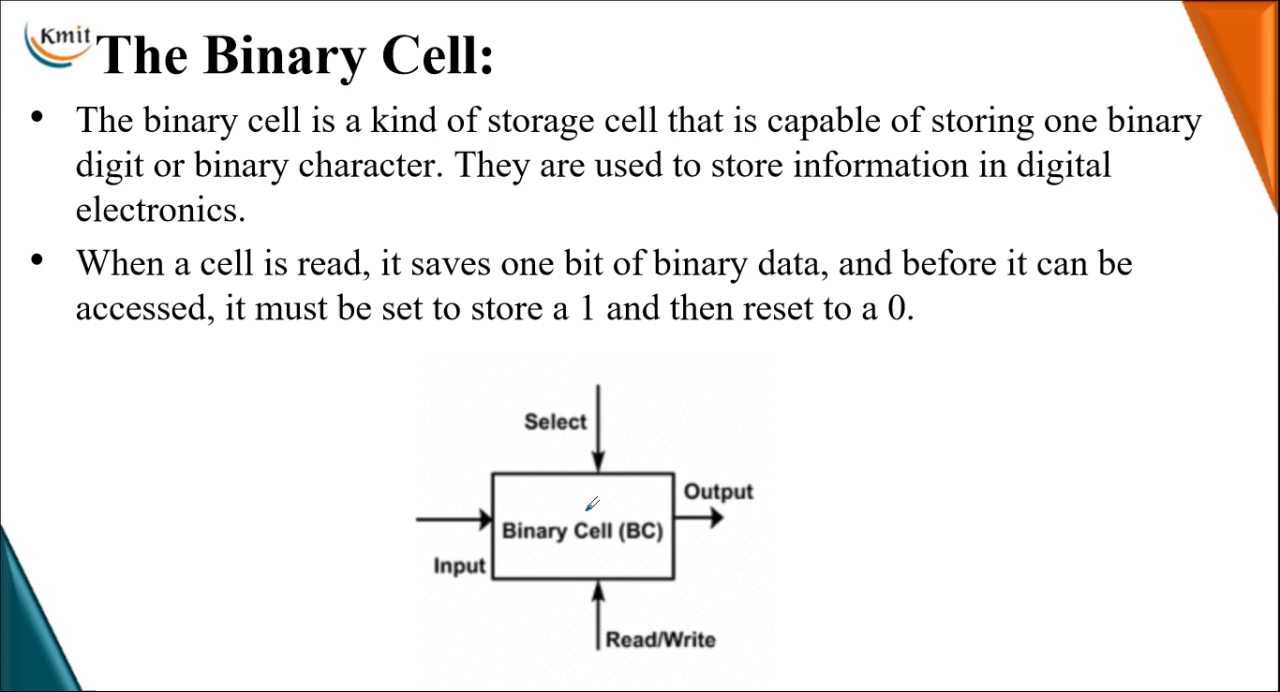 Kmit
The Binary Cell:
• The binary cell is a kind of storage cell that is capable of storing one binary
digit or binary character. They are used to store information in digital
electronics.
• When a cell is read, it saves one bit of binary data, and before it can be
accessed, it must be set to store a 1 and then reset to a 0.
Select
Output
Binary Cell (BC)
Input
Read/Write